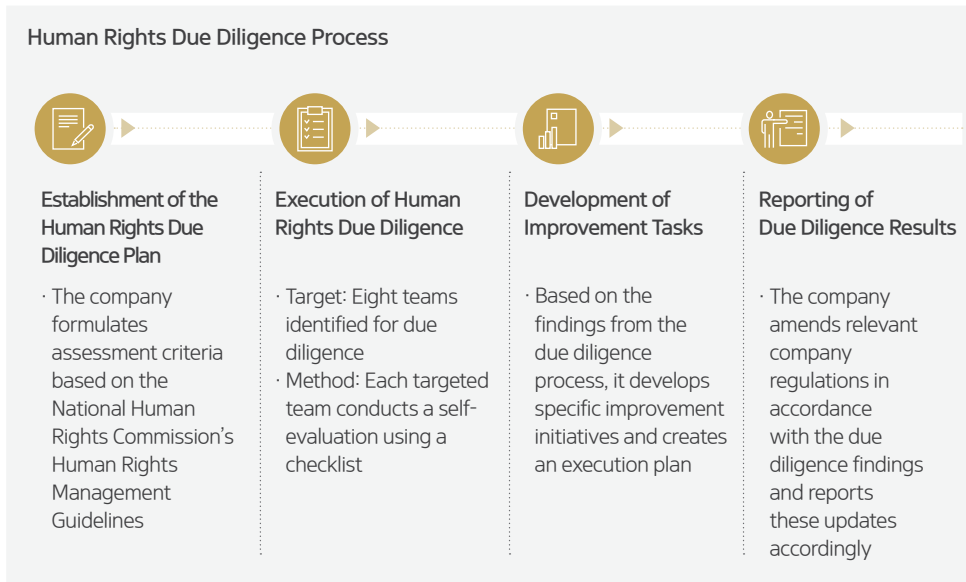 Human Rights Due Diligence Process
Establishment of the
Human Rights Due
Diligence Plan
· The company
formulates
assessment criteria
based on the
National Human
Rights Commission's
Human Rights
Management
Guidelines
Execution of Human
Rights Due Diligence
· Target: Eight teams
identified for due
diligence
· Method: Each targeted
team conducts a self-
evaluation using a
checklist
Development of
Improvement Tasks
· Based on the
findings from the
due diligence
process, it develops
specific improvement
initiatives and creates
an execution plan
Reporting of
Due Diligence Results
· The company
amends relevant
company
regulations in
accordance
with the due
diligence findings
and reports
these updates
accordingly